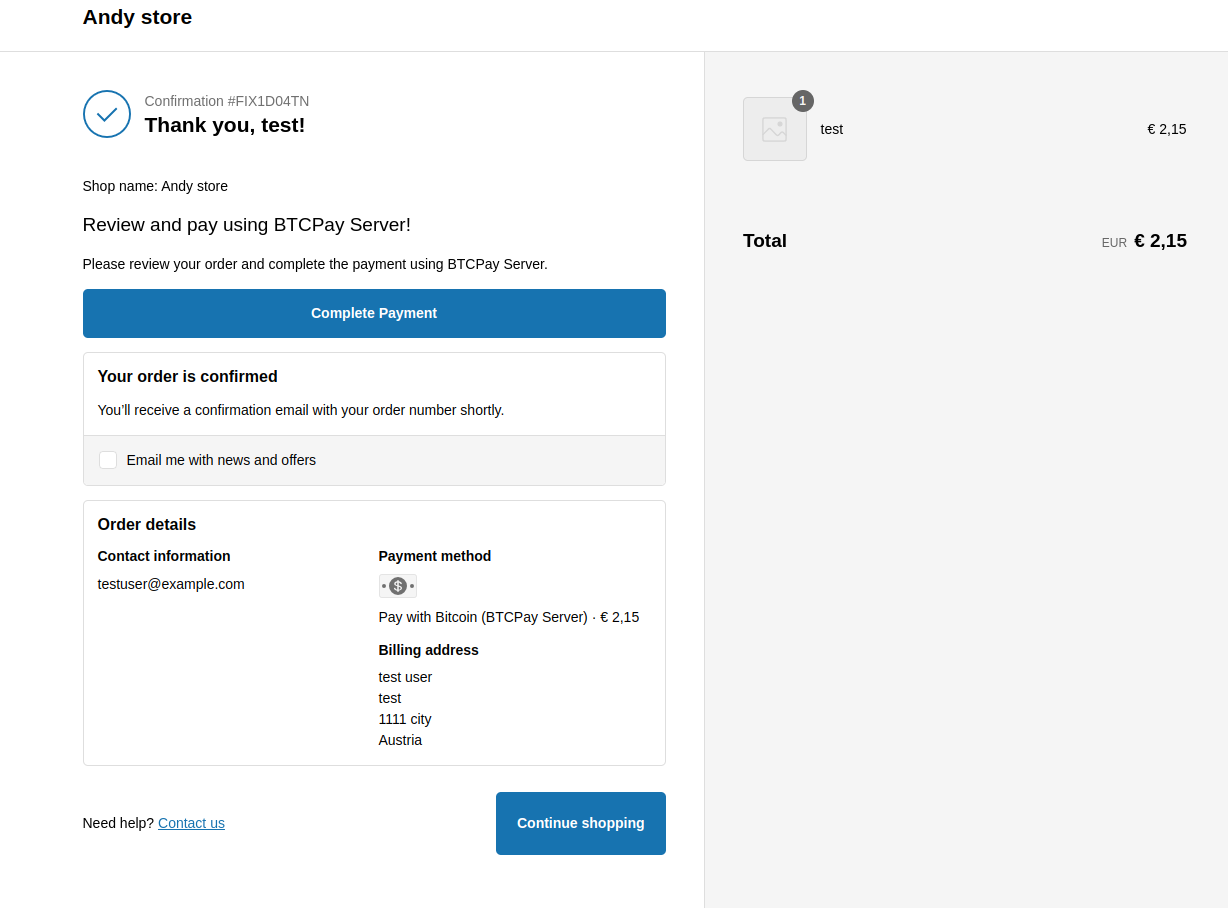 Andy store
Confirmation #FIX1D04TN
Thank you, test!
Shop name: Andy store
Review and pay using BTCPay Server!
Please review your order and complete the payment using BTCPay Server.
Complete Payment
Your order is confirmed
You’ll receive a confirmation email with your order number shortly.
Email me with news and offers
Order details
Contact information
testuser@example.com
Payment method
Pay with Bitcoin (BTCPay Server) · € 2,15
Billing address
test user
test
1111 city
Austria
Need help? Contact us
Continue shopping
1
test € 2,15
Total EUR € 2,15